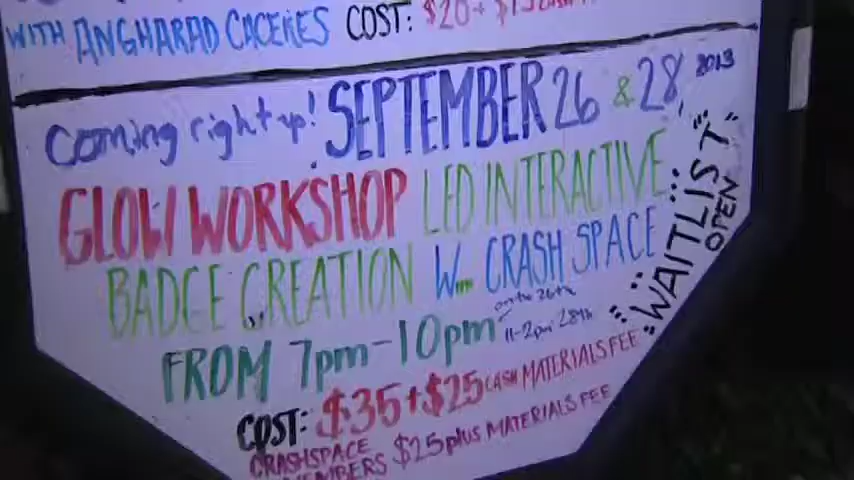 WITH ANGHARAD CACERES COST: $20+ $15
Coming right up! SEPTEMBER 26 & 28, 2013
GLOW WORKSHOP LED INTERACTIVE
BADGE CREATION W... CRASH SPACE
WAITLIST
OPEN
FROM 7pm-10pm on the 26th
11-2pm 28th
COST: $35+$25 CASH MATERIALS FEE
CRASHSPACE
MEMBERS $25 plus MATERIALS FEE